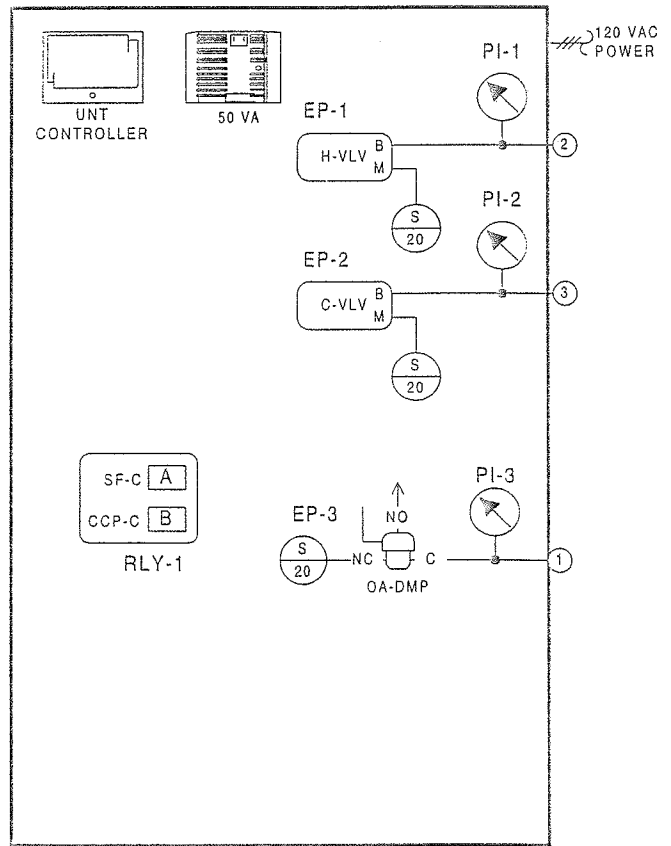 120 VAC
POWER
UNT
CONTROLLER
50 VA
PI-1
EP-1
H-VLV
B
M
2
S
20
PI-2
EP-2
C-VLV
B
M
3
S
20
SF-C A
CCP-C B
RLY-1
PI-3
EP-3
NO
S
20
NC
C
1
OA-DMP